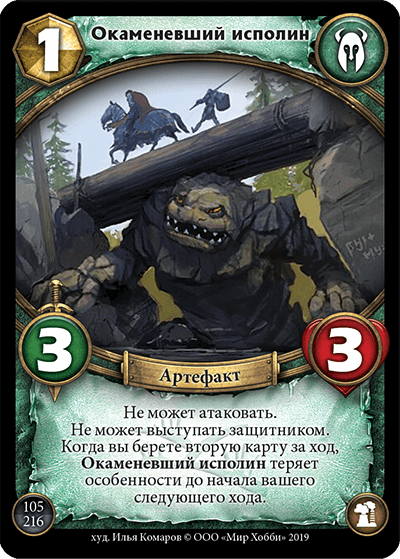 1
Окаменевший исполин
3
3
Артефакт
Не может атаковать.
Не может выступать защитником.
Когда вы берете вторую карту за ход,
Окаменевший исполин теряет
особенности до начала вашего
следующего хода.
105
216
худ. Илья Комаров © ООО «Мир Хобби» 2019